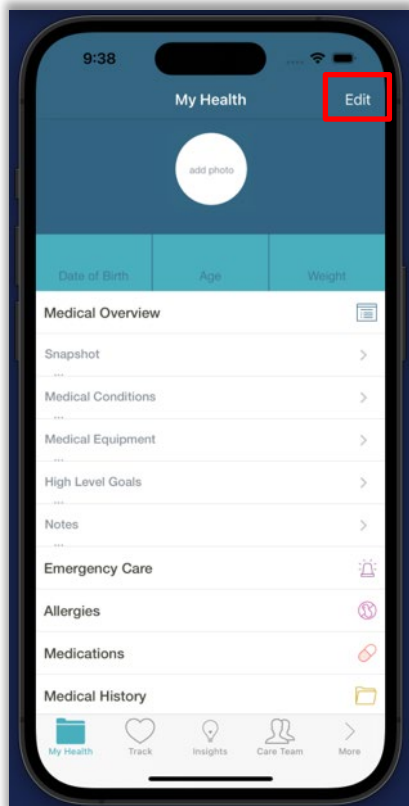 9:38
My Health Edit
add photo
Date of Birth Age Weight
Medical Overview
Snapshot
...
Medical Conditions
...
Medical Equipment
...
High Level Goals
...
Notes
...
Emergency Care
Allergies
Medications
Medical History
My Health Track Insights Care Team More